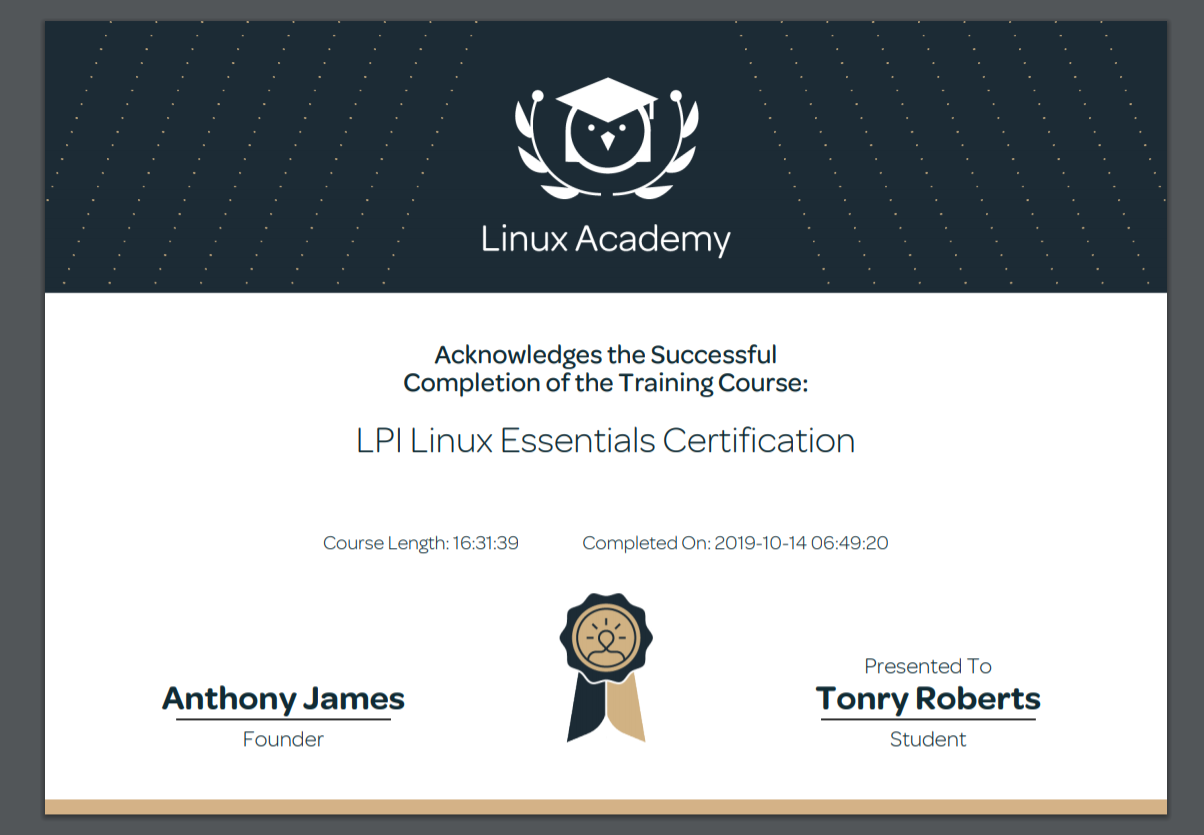 Linux Academy
Acknowledges the Successful
Completion of the Training Course:
LPI Linux Essentials Certification
Course Length: 16:31:39 Completed On: 2019-10-14 06:49:20
Presented To
Anthony James Tonry Roberts
Founder Student